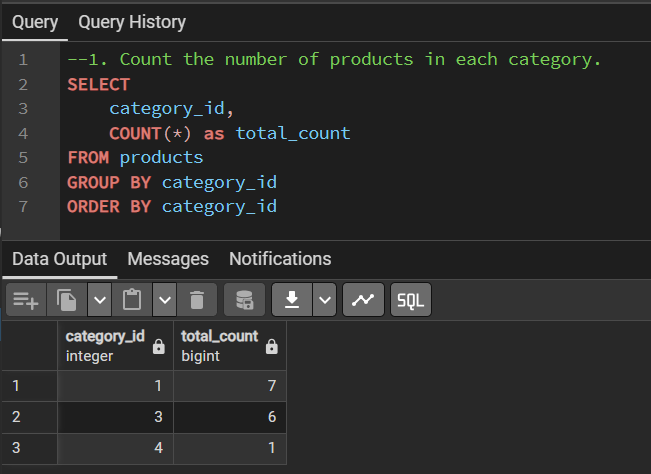 Query Query History
1 --1. Count the number of products in each category.
2 SELECT
3 category_id,
4 COUNT(*) as total_count
5 FROM products
6 GROUP BY category_id
7 ORDER BY category_id
Data Output Messages Notifications
SQL
category_id total_count
integer bigint
1 1 7
2 3 6
3 4 1